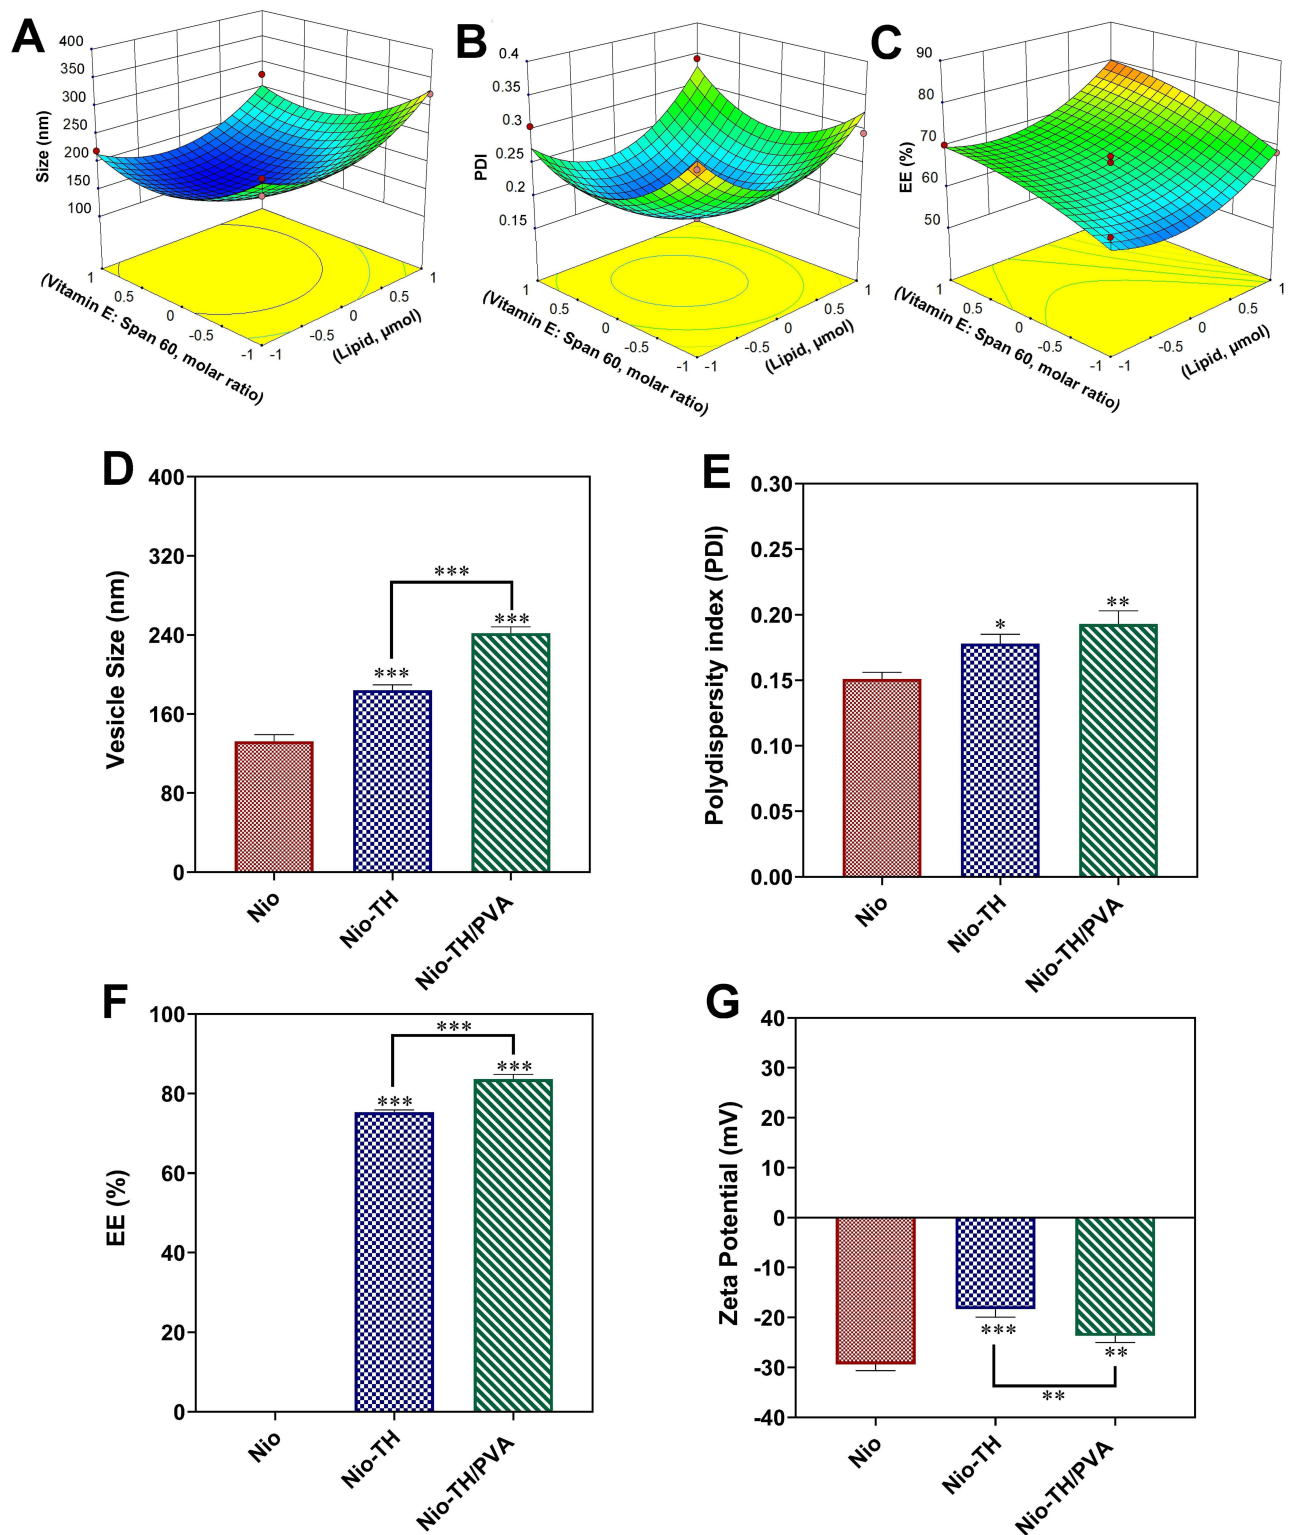 A
400
350
300
250
200
150
100
Size (nm)
1
0.5
0
-0.5
-1
-1
-0.5
0
0.5
1
(Vitamin E: Span 60, molar ratio)
(Lipid, µmol)
B
0.4
0.35
0.3
0.25
0.2
0.15
PDI
1
0.5
0
-0.5
-1
-1
-0.5
0
0.5
1
(Vitamin E: Span 60, molar ratio)
(Lipid, µmol)
C
90
80
70
60
50
EE (%)
1
0.5
0
-0.5
-1
-1
-0.5
0
0.5
1
(Vitamin E: Span 60, molar ratio)
(Lipid, µmol)
D
400
320
240
160
80
0
Vesicle Size (nm)
***
***
***
Nio
Nio-TH
Nio-TH/PVA
E
0.30
0.25
0.20
0.15
0.10
0.05
0.00
Polydispersity index (PDI)
*
**
Nio
Nio-TH
Nio-TH/PVA
F
100
80
60
40
20
0
EE (%)
***
***
***
Nio
Nio-TH
Nio-TH/PVA
G
40
30
20
10
0
-10
-20
-30
-40
Zeta Potential (mV)
***
**
**
Nio
Nio-TH
Nio-TH/PVA